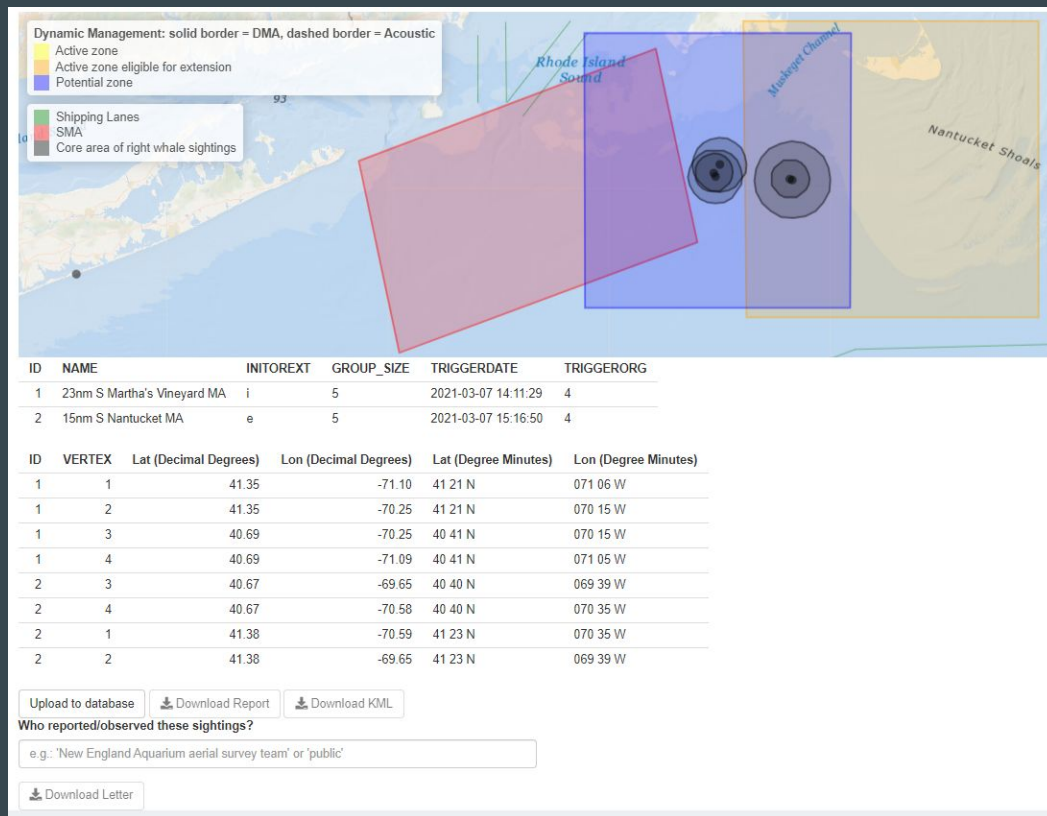 Dynamic Management: solid border = DMA, dashed border = Acoustic
Active zone
Active zone eligible for extension
Potential zone
Rhode Island
Sound
Muskeget Channel
93
Shipping Lanes
SMA
Core area of right whale sightings
Nantucket Shoals
ID NAME INITOREXT GROUP_SIZE TRIGGERDATE TRIGGERORG
1 23nm S Martha's Vineyard MA i 5 2021-03-07 14:11:29 4
2 15nm S Nantucket MA e 5 2021-03-07 15:16:50 4
ID VERTEX Lat (Decimal Degrees) Lon (Decimal Degrees) Lat (Degree Minutes) Lon (Degree Minutes)
1 1 41.35 -71.10 41 21 N 071 06 W
1 2 41.35 -70.25 41 21 N 070 15 W
1 3 40.69 -70.25 40 41 N 070 15 W
1 4 40.69 -71.09 40 41 N 071 05 W
2 3 40.67 -69.65 40 40 N 069 39 W
2 4 40.67 -70.58 40 40 N 070 35 W
2 1 41.38 -70.59 41 23 N 070 35 W
2 2 41.38 -69.65 41 23 N 069 39 W
Upload to database Download Report Download KML
Who reported/observed these sightings?
e.g.: 'New England Aquarium aerial survey team' or 'public'
Download Letter